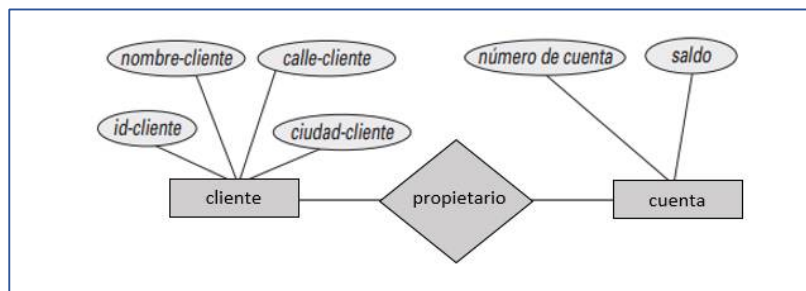 nombre-cliente
calle-cliente
número de cuenta
saldo
id-cliente
ciudad-cliente
cliente
propietario
cuenta